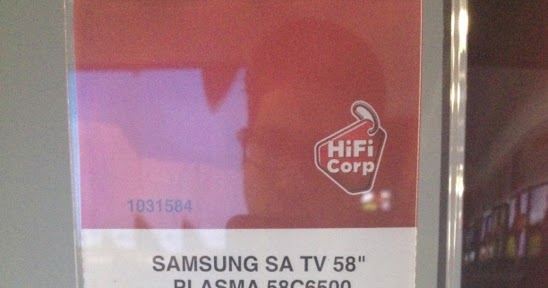 HiFi
Corp
1031584
SAMSUNG SA TV 58"
PLASMA 58C6500